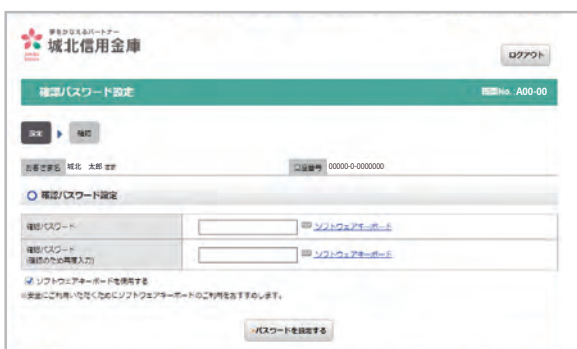 夢をかなえるパートナー
城北信用金庫
ログアウト
確認パスワード設定 画面No.:A00-00
設定 確認
お客さま名 城北 太郎 さま 口座番号 00000-0-0000000
確認パスワード設定
確認パスワード ソフトウェアキーボード
確認パスワード
(確認のため再度入力) ソフトウェアキーボード
ソフトウェアキーボードを使用する
※安全にご利用いただくためにソフトウェアキーボードのご利用をおすすめします。
パスワードを設定する